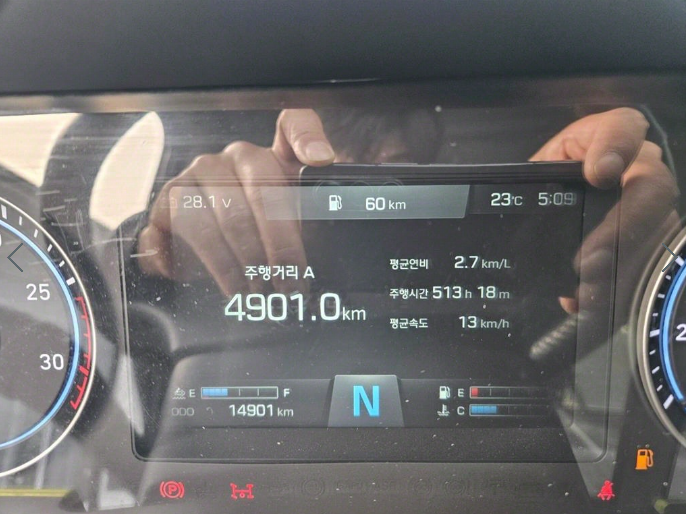 28.1 V
60 km
23℃ 5:09
주행거리 A
4901.0km
평균연비 2.7 km/L
주행시간 513 h 18 m
평균속도 13 km/h
25
30
2
E F
14901 km
N
E
C
P